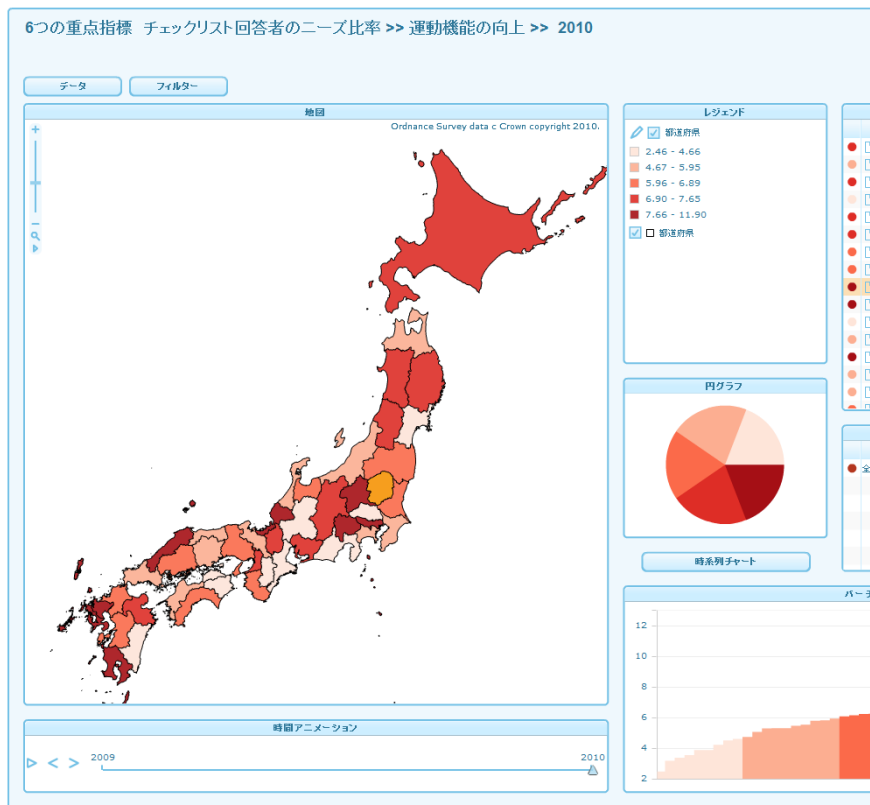 6つの重点指標 チェックリスト回答者のニーズ比率 >> 運動機能の向上 >> 2010
データ
フィルター
地図
Ordnance Survey data c Crown copyright 2010.
レジェンド
都道府県
2.46 - 4.66
4.67 - 5.95
5.96 - 6.89
6.90 - 7.65
7.66 - 11.90
都道府県
円グラフ
全
時系列チャート
バーチ
12
10
8
6
4
2
時間アニメーション
2009
2010